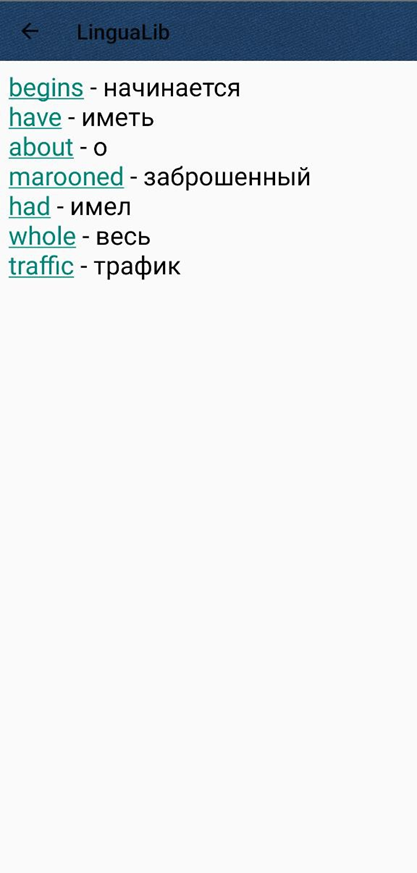 LinguaLib
begins - начинается
have - иметь
about - о
marooned - заброшенный
had - имел
whole - весь
traffic - трафик